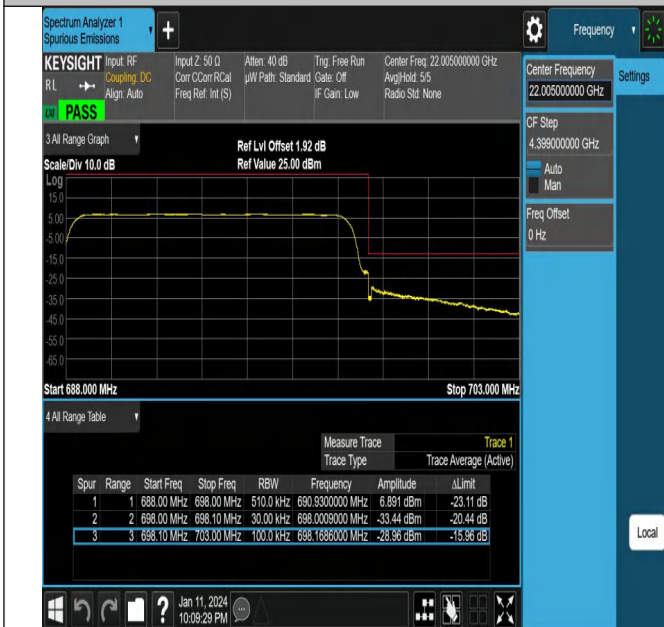 Spectrum Analyzer 1
Spurious Emissions
Frequency
KEYSIGHT
RL
Input: RF
Coupling: DC
Align: Auto
Input Z: 50 Ω
Corr CCorr RCal
Freq Ref: Int (S)
Atten: 40 dB
µW Path: Standard
Trig: Free Run
Gate: Off
IF Gain: Low
Center Freq: 22.005000000 GHz
Avg|Hold: 5/5
Radio Std: None
PASS
3 All Range Graph
Scale/Div 10.0 dB
Ref Lvl Offset 1.92 dB
Ref Value 25.00 dBm
Log
15.0
5.00
-5.00
-15.0
-25.0
-35.0
-45.0
-55.0
-65.0
Start 688.000 MHz
Stop 703.000 MHz
4 All Range Table
Measure Trace Trace 1
Trace Type Trace Average (Active)
Spur Range Start Freq Stop Freq RBW Frequency Amplitude ΔLimit
1 1 688.00 MHz 698.00 MHz 510.0 kHz 690.9300000 MHz 6.891 dBm -23.11 dB
2 2 698.00 MHz 698.10 MHz 30.00 kHz 698.0009000 MHz -33.44 dBm -20.44 dB
3 3 698.10 MHz 703.00 MHz 100.0 kHz 698.1686000 MHz -28.96 dBm -15.96 dB
Center Frequency
22.005000000 GHz
Settings
CF Step
4.399000000 GHz
Auto
Man
Freq Offset
0 Hz
Local
?
Jan 11, 2024
10:09:29 PM